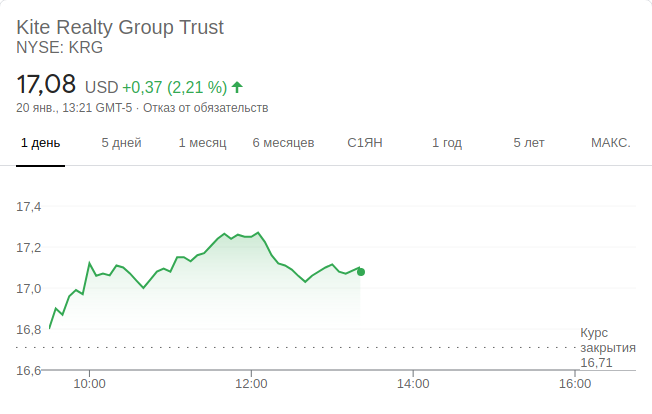 Kite Realty Group Trust
NYSE: KRG
17,08 USD +0,37 (2,21 %)
20 янв., 13:21 GMT-5 · Отказ от обязательств
1 день 5 дней 1 месяц 6 месяцев С1ЯН 1 год 5 лет МАКС.
17,4
17,2
17,0
16,8
Курс
закрытия
16,71
16,6
10:00 12:00 14:00 16:00